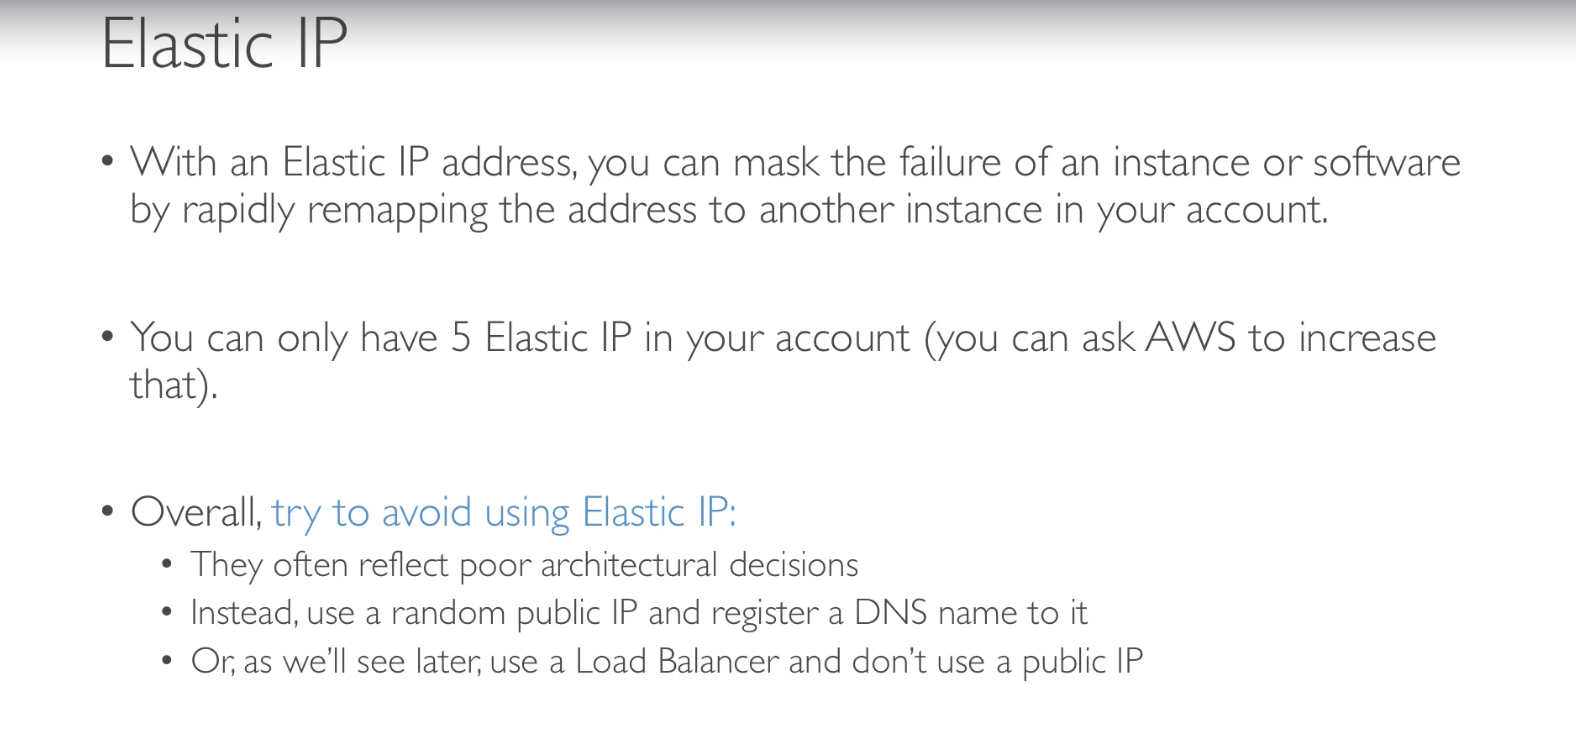 Elastic IP
• With an Elastic IP address, you can mask the failure of an instance or software
by rapidly remapping the address to another instance in your account.
• You can only have 5 Elastic IP in your account (you can ask AWS to increase
that).
• Overall, try to avoid using Elastic IP:
• They often reflect poor architectural decisions
• Instead, use a random public IP and register a DNS name to it
• Or, as we’ll see later, use a Load Balancer and don’t use a public IP